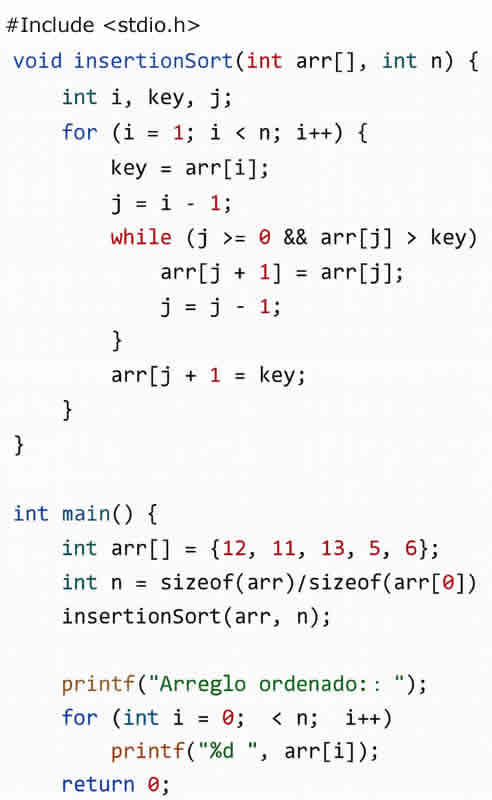 #Include <stdio.h>
void insertionSort(int arr[], int n) {
    int i, key, j;
    for (i = 1; i < n; i++) {
        key = arr[i];
        j = i - 1;
        while (j >= 0 && arr[j] > key)
            arr[j + 1] = arr[j];
            j = j - 1;
        }
        arr[j + 1 = key;
    }
}

int main() {
    int arr[] = {12, 11, 13, 5, 6};
    int n = sizeof(arr)/sizeof(arr[0])
    insertionSort(arr, n);

    printf("Arreglo ordenado:: ");
    for (int i = 0;  < n;  i++)
        printf("%d ", arr[i]);
    return 0;